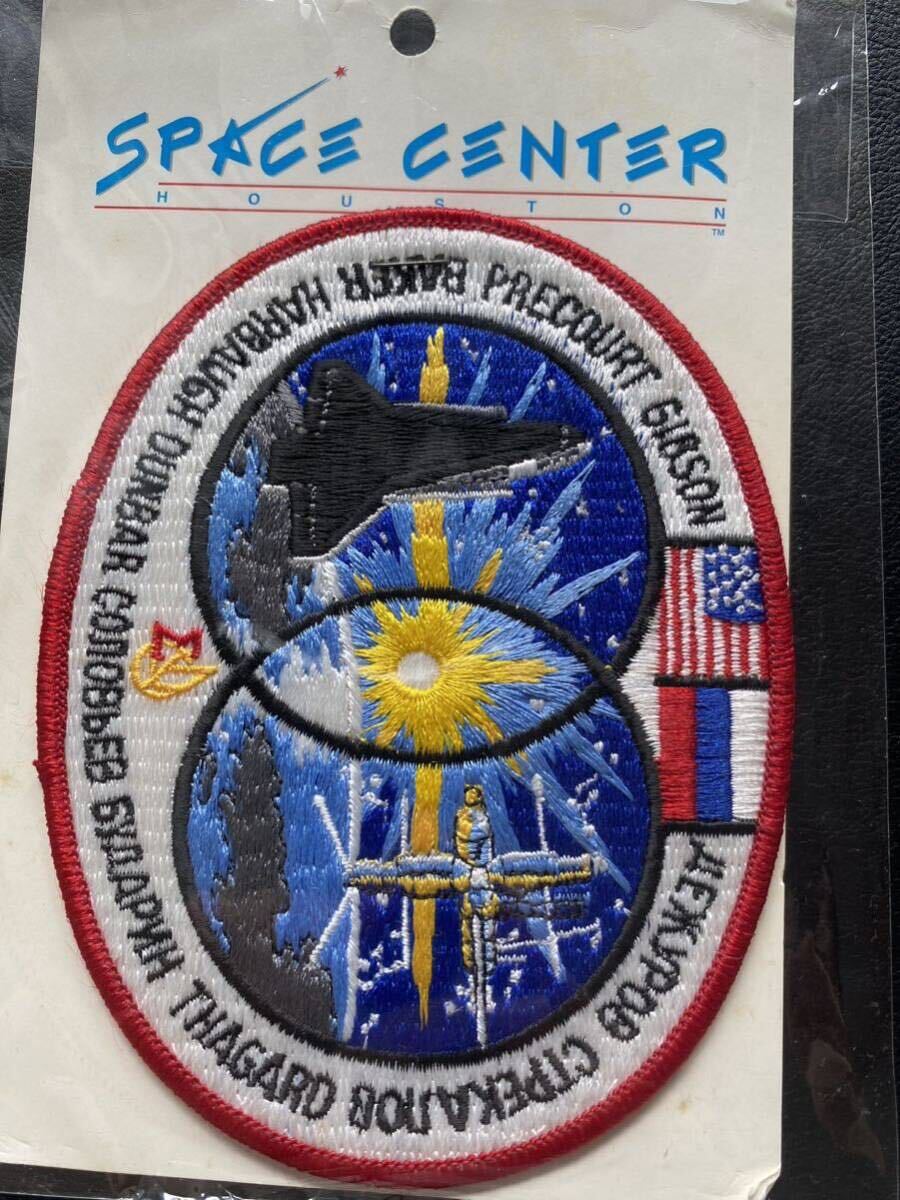 SPACE CENTER
HOUSTON
TM
GIBSON PRECOURT BAKER HARBAUGH DUNBAR СОЛОВЬЕВ БУДАРИН
ДЕЖУРОВ СТРЕКАЛОВ THAGARD